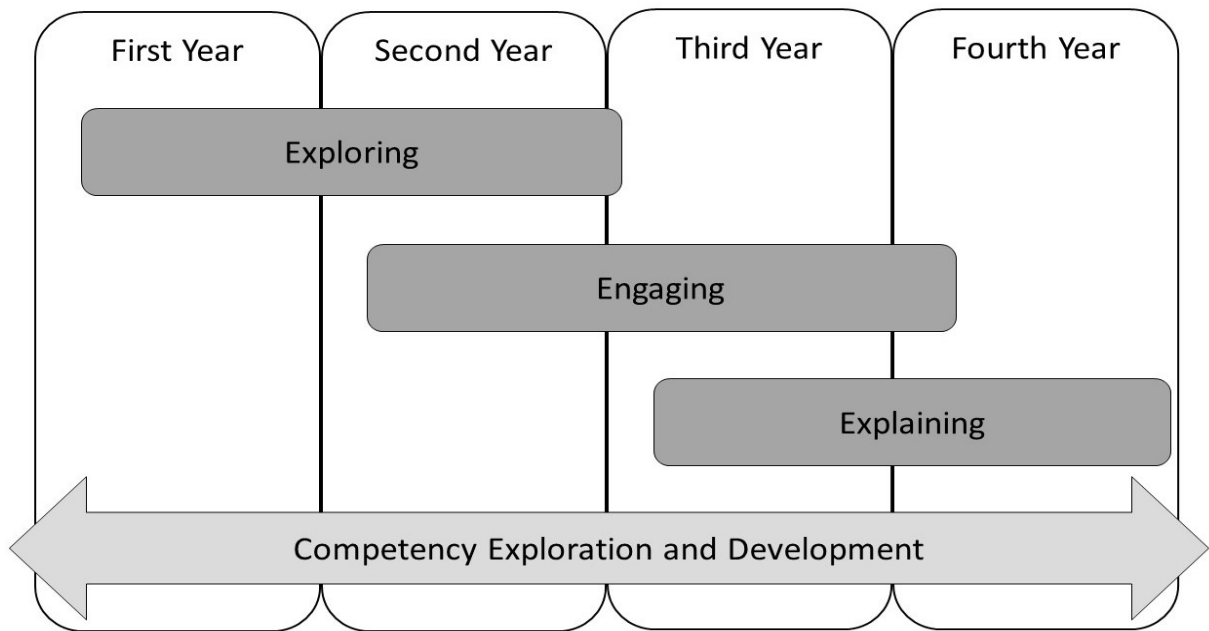 First Year
Second Year
Third Year
Fourth Year
Exploring
Engaging
Explaining
Competency Exploration and Development